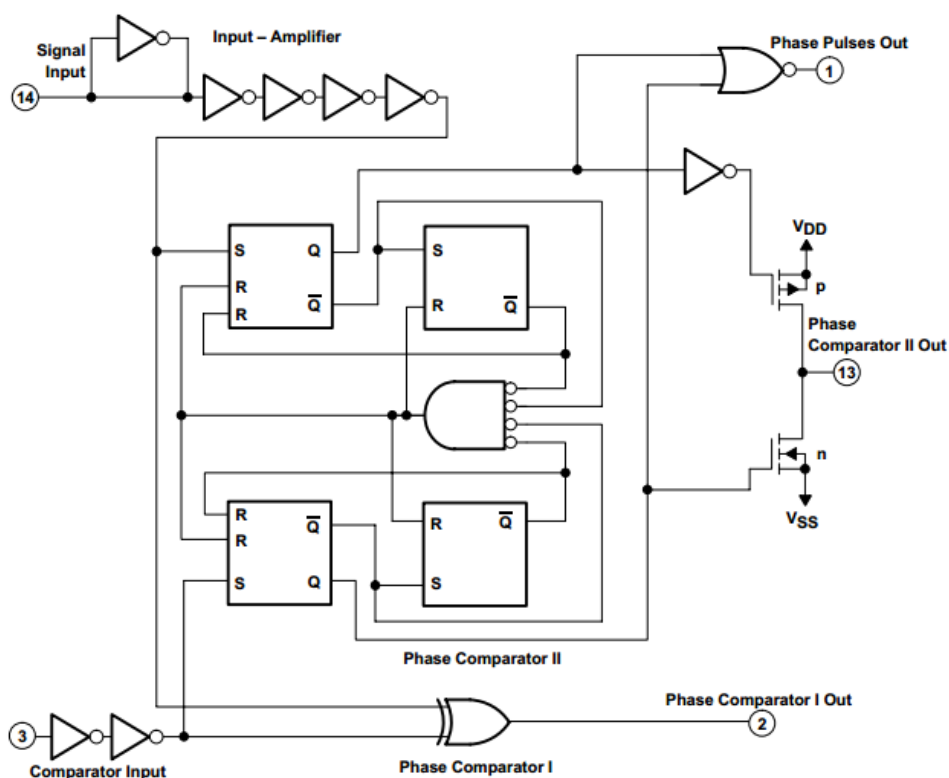 Input – Amplifier
Signal
Input
14
Phase Pulses Out
1
S
Q
R
R
Q̅
S
R
Q̅
VDD
p
Phase
Comparator II Out
13
n
VSS
R
R
S
Q̅
Q
R
Q̅
S
Phase Comparator II
Phase Comparator I Out
2
3
Comparator Input
Phase Comparator I